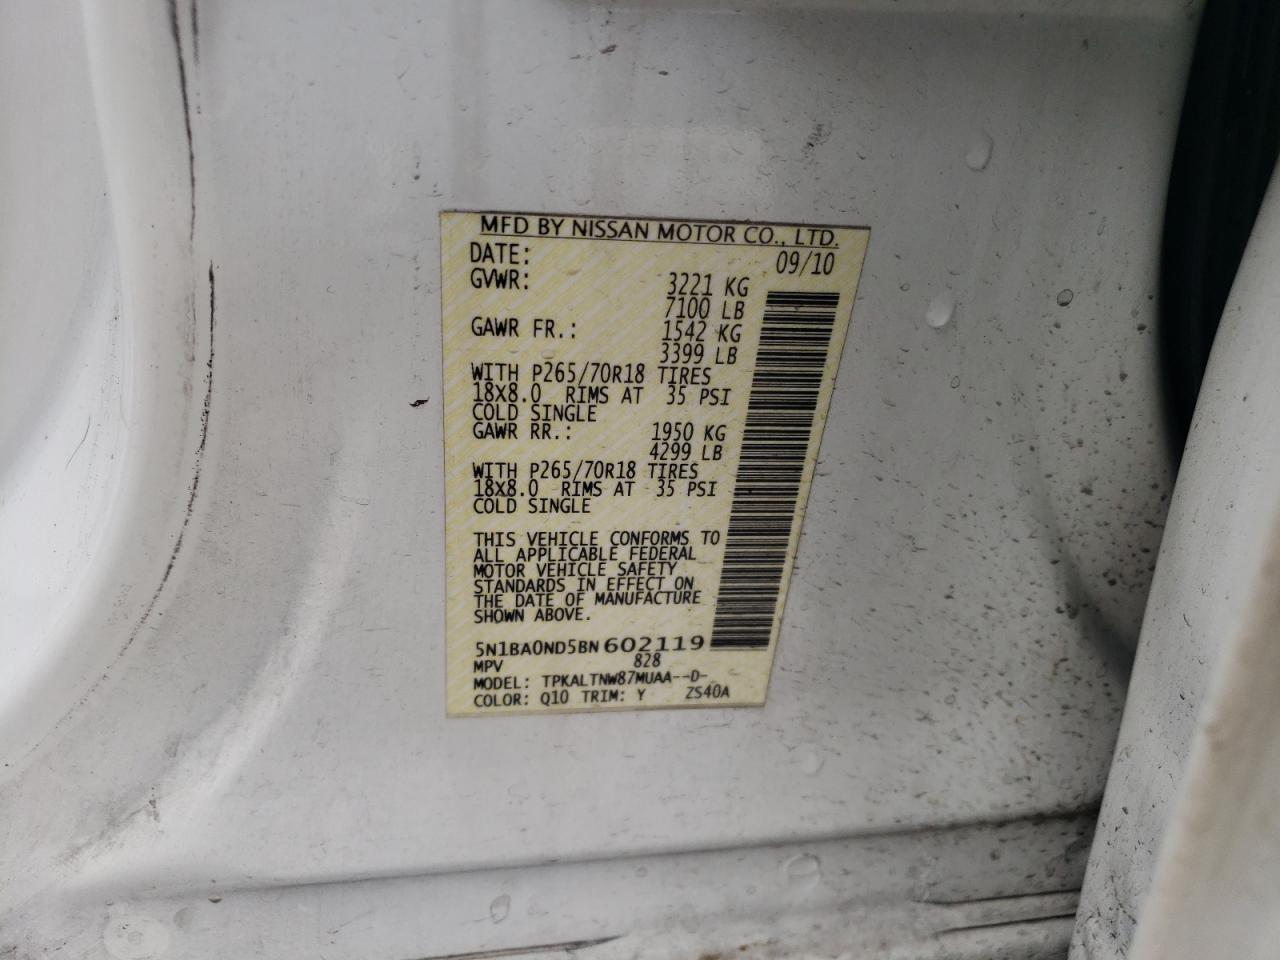 MFD BY NISSAN MOTOR CO., LTD.
DATE: 09/10
GVWR: 3221 KG
7100 LB
GAWR FR.: 1542 KG
3399 LB
WITH P265/70R18 TIRES
18X8.0 RIMS AT 35 PSI
COLD SINGLE
GAWR RR.: 1950 KG
4299 LB
WITH P265/70R18 TIRES
18X8.0 RIMS AT 35 PSI
COLD SINGLE
THIS VEHICLE CONFORMS TO
ALL APPLICABLE FEDERAL
MOTOR VEHICLE SAFETY
STANDARDS IN EFFECT ON
THE DATE OF MANUFACTURE
SHOWN ABOVE.
5N1BA0ND5BN602119
MPV 828
MODEL: TPKALTNW87MUAA--D-
COLOR: Q10 TRIM: Y ZS40A